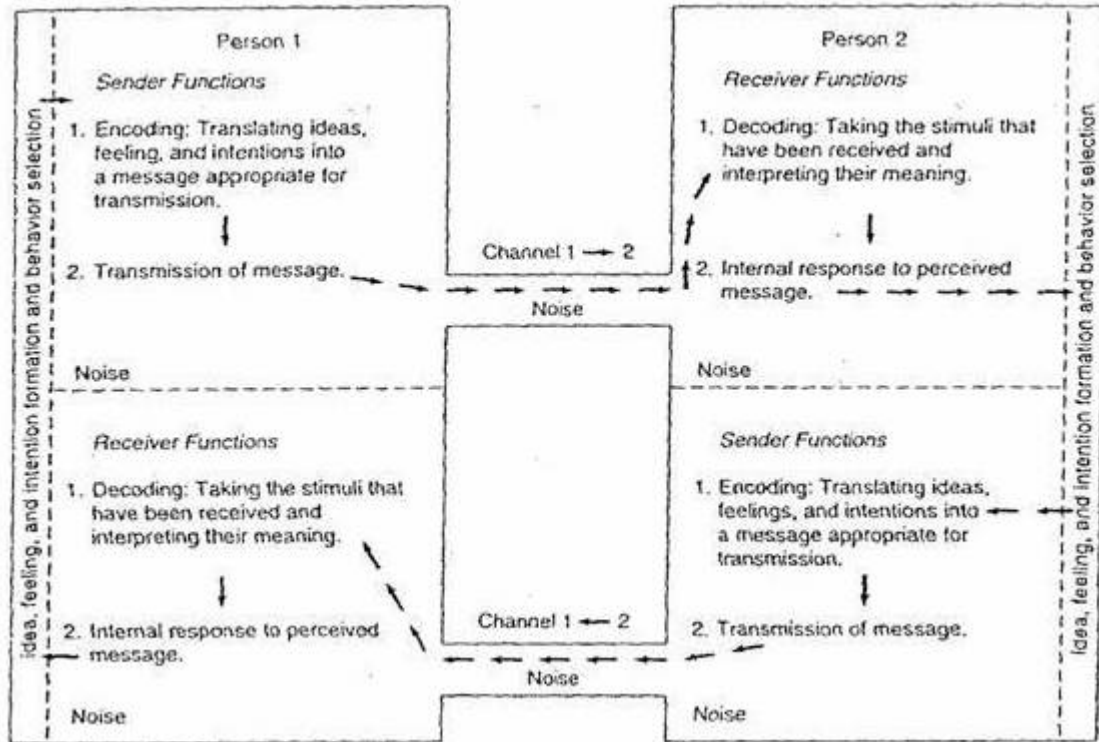 Person 1
Sender Functions
1. Encoding: Translating ideas,
feeling, and intentions into
a message appropriate for
transmission.
2. Transmission of message.
Noise
Receiver Functions
1. Decoding: Taking the stimuli that
have been received and
interpreting their meaning.
2. Internal response to perceived
message.
Noise
idea, feeling, and intention formation and behavior selection
Channel 1 → 2
Noise
Channel 1 ← 2
Noise
Person 2
Receiver Functions
1. Decoding: Taking the stimuli that
have been received and
interpreting their meaning.
2. Internal response to perceived
message.
Noise
Sender Functions
1. Encoding: Translating ideas,
feelings, and intentions into
a message appropriate for
transmission.
2. Transmission of message.
Noise
Idea, feeling, and intention formation and behavior selection